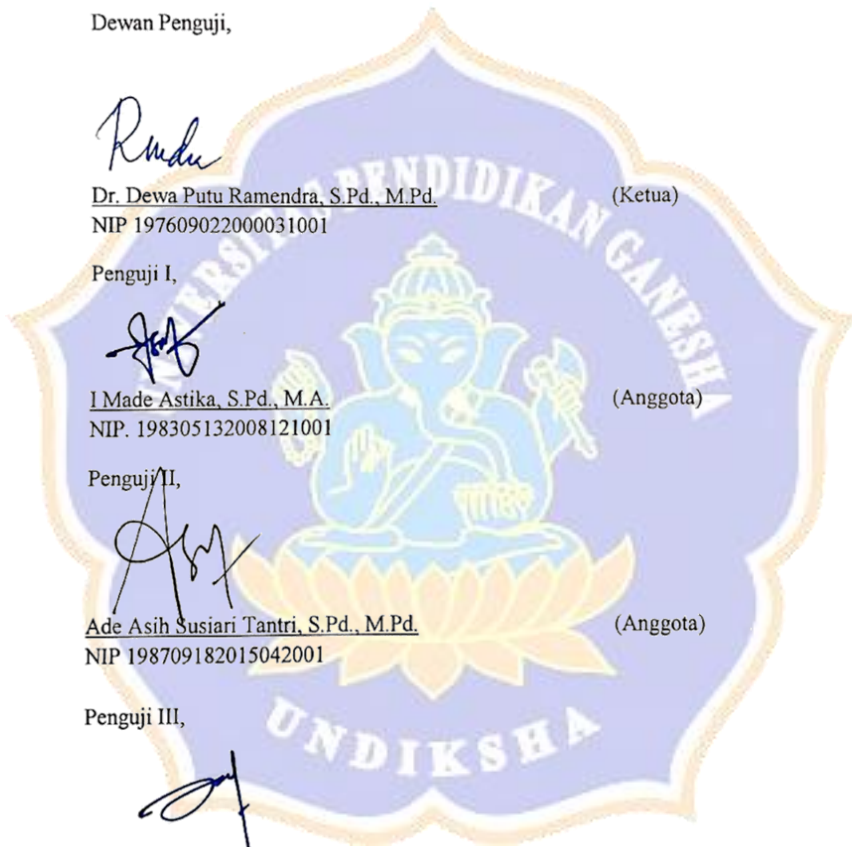 Dewan Penguji,
Dr. Dewa Putu Ramendra, S.Pd., M.Pd. (Ketua)
NIP 197609022000031001
Penguji I,
I Made Astika, S.Pd., M.A. (Anggota)
NIP. 198305132008121001
Penguji II,
Ade Asih Susiari Tantri, S.Pd., M.Pd. (Anggota)
NIP 198709182015042001
Penguji III,
UNIVERSITAS PENDIDIKAN GANESHA
UNDIKSHA